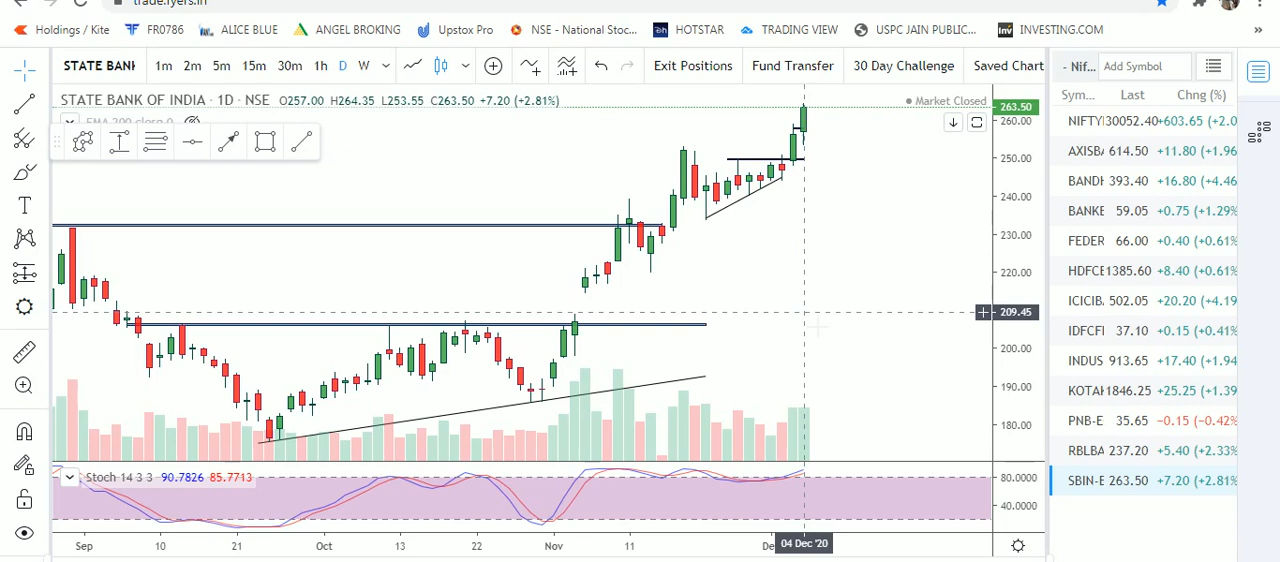 trade.fyers.in
Holdings / Kite FR0786 ALICE BLUE ANGEL BROKING Upstox Pro NSE - National Stoc... HOTSTAR TRADING VIEW USPC JAIN PUBLIC... INVESTING.COM »
STATE BANK 1m 2m 5m 15m 30m 1h D W Exit Positions Fund Transfer 30 Day Challenge Saved Chart
- Nif... Add Symbol
STATE BANK OF INDIA · 1D · NSE O257.00 H264.35 L253.55 C263.50 +7.20 (+2.81%)
Market Closed
EMA 200 close 0
Sym... Last Chng (%)
NIFTY 30052.40 +603.65 (+2.0
AXISBA 614.50 +11.80 (+1.96
BANDH 393.40 +16.80 (+4.46
BANKE 59.05 +0.75 (+1.29%
FEDER 66.00 +0.40 (+0.61%
HDFCE 1385.60 +8.40 (+0.61%
ICICIB. 502.05 +20.20 (+4.19
IDFCFI 37.10 +0.15 (+0.41%
INDUS 913.65 +17.40 (+1.94
KOTAK 1846.25 +25.25 (+1.39
PNB-E 35.65 −0.15 (−0.42%
RBLBA 237.20 +5.40 (+2.33%
SBIN-E 263.50 +7.20 (+2.81%
263.50
260.00
250.00
240.00
230.00
220.00
209.45
200.00
190.00
180.00
Stoch 14 3 3 90.7826 85.7713
80.0000
40.0000
Sep 10 21 Oct 13 22 Nov 11 De 04 Dec '20